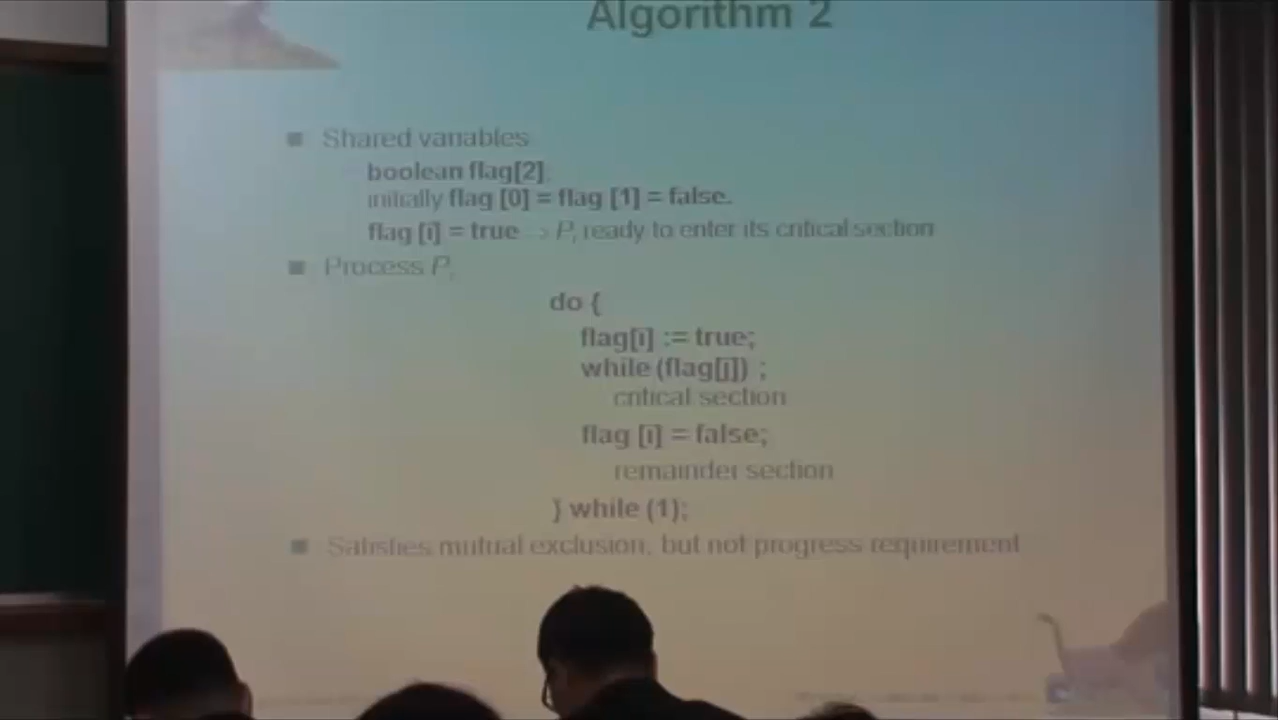 Algorithm 2
Shared variables
boolean flag[2];
initially flag [0] = flag [1] = false.
flag [i] = true ⇒ Pi ready to enter its critical section
Process Pi
do {
flag[i] := true;
while (flag[j]) ;
critical section
flag [i] = false;
remainder section
} while (1);
Satisfies mutual exclusion, but not progress requirement